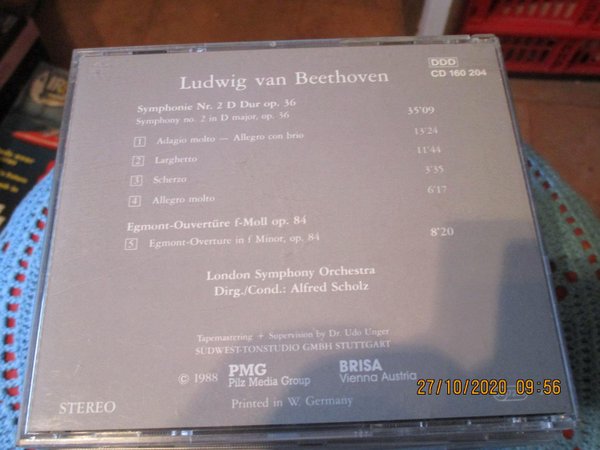 Ludwig van Beethoven
DDD
CD 160 204
Symphonie Nr. 2 D Dur op. 36
Symphony no. 2 in D major, op. 36 35'09
1 Adagio molto — Allegro con brio 13'24
2 Larghetto 11'44
3 Scherzo 3'35
4 Allegro molto 6'17
Egmont-Ouvertüre f-Moll op. 84
5 Egmont-Overture in f Minor, op. 84 8'20
London Symphony Orchestra
Dirg./Cond.: Alfred Scholz
Tapemastering + Supervision by Dr. Udo Unger
SÜDWEST-TONSTUDIO GMBH STUTTGART
© 1988 PMG BRISA
Pilz Media Group Vienna Austria
STEREO
Printed in W. Germany
27/10/2020 09:56